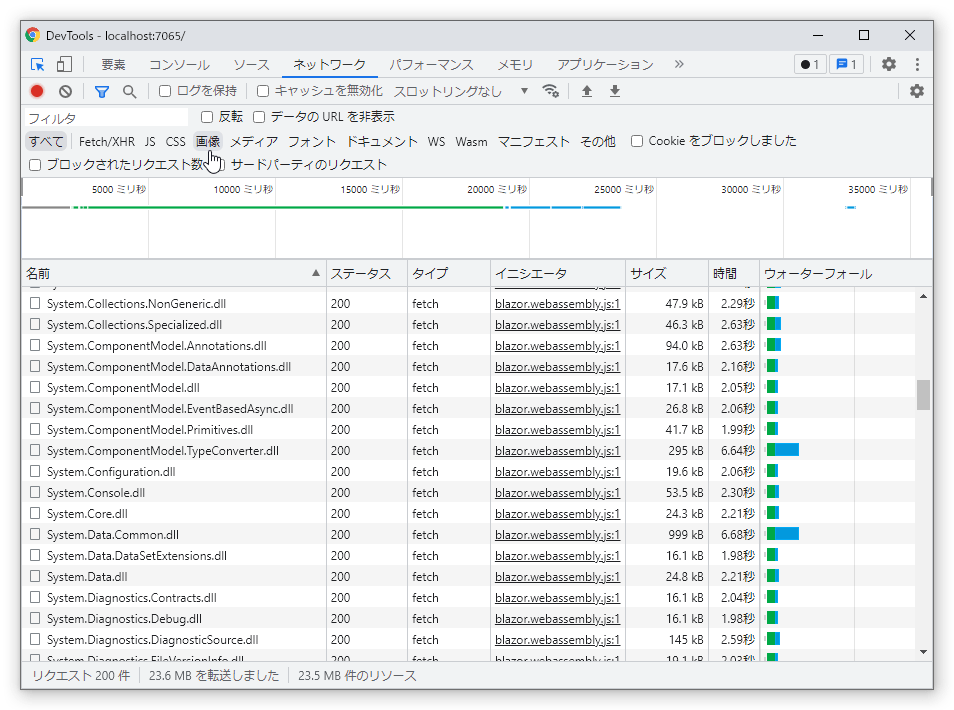 DevTools - localhost:7065/
要素 コンソール ソース ネットワーク パフォーマンス メモリ アプリケーション » 1 1
ログを保持 キャッシュを無効化 スロットリングなし
フィルタ 反転 データの URL を非表示
すべて Fetch/XHR JS CSS 画像 メディア フォント ドキュメント WS Wasm マニフェスト その他 Cookie をブロックしました
ブロックされたリクエスト数 サードパーティのリクエスト
5000 ミリ秒 10000 ミリ秒 15000 ミリ秒 20000 ミリ秒 25000 ミリ秒 30000 ミリ秒 35000 ミリ秒
名前 ステータス タイプ イニシエータ サイズ 時間 ウォーターフォール
System.Collections.NonGeneric.dll 200 fetch blazor.webassembly.js:1 47.9 kB 2.29秒
System.Collections.Specialized.dll 200 fetch blazor.webassembly.js:1 46.3 kB 2.63秒
System.ComponentModel.Annotations.dll 200 fetch blazor.webassembly.js:1 94.0 kB 2.63秒
System.ComponentModel.DataAnnotations.dll 200 fetch blazor.webassembly.js:1 17.6 kB 2.16秒
System.ComponentModel.dll 200 fetch blazor.webassembly.js:1 17.1 kB 2.05秒
System.ComponentModel.EventBasedAsync.dll 200 fetch blazor.webassembly.js:1 26.8 kB 2.06秒
System.ComponentModel.Primitives.dll 200 fetch blazor.webassembly.js:1 41.7 kB 1.99秒
System.ComponentModel.TypeConverter.dll 200 fetch blazor.webassembly.js:1 295 kB 6.64秒
System.Configuration.dll 200 fetch blazor.webassembly.js:1 19.6 kB 2.06秒
System.Console.dll 200 fetch blazor.webassembly.js:1 53.5 kB 2.30秒
System.Core.dll 200 fetch blazor.webassembly.js:1 24.3 kB 2.21秒
System.Data.Common.dll 200 fetch blazor.webassembly.js:1 999 kB 6.68秒
System.Data.DataSetExtensions.dll 200 fetch blazor.webassembly.js:1 16.1 kB 1.98秒
System.Data.dll 200 fetch blazor.webassembly.js:1 24.8 kB 2.21秒
System.Diagnostics.Contracts.dll 200 fetch blazor.webassembly.js:1 16.1 kB 2.04秒
System.Diagnostics.Debug.dll 200 fetch blazor.webassembly.js:1 16.1 kB 1.98秒
System.Diagnostics.DiagnosticSource.dll 200 fetch blazor.webassembly.js:1 145 kB 2.59秒
System.Diagnostics.FileVersionInfo.dll 200 fetch blazor.webassembly.js:1 19.1 kB 2.03秒
リクエスト 200 件 23.6 MB を転送しました 23.5 MB 件のリソース